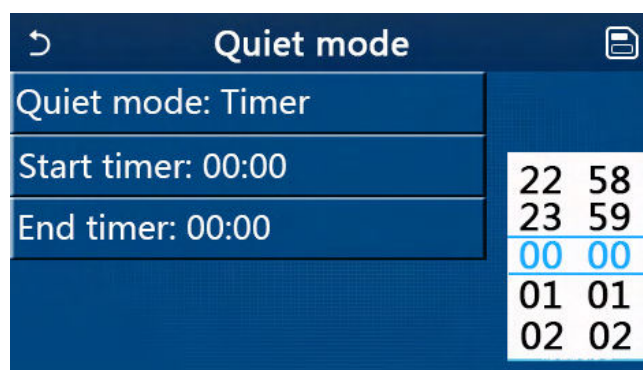 Quiet mode
Quiet mode: Timer
Start timer: 00:00
End timer: 00:00
22 58
23 59
00 00
01 01
02 02